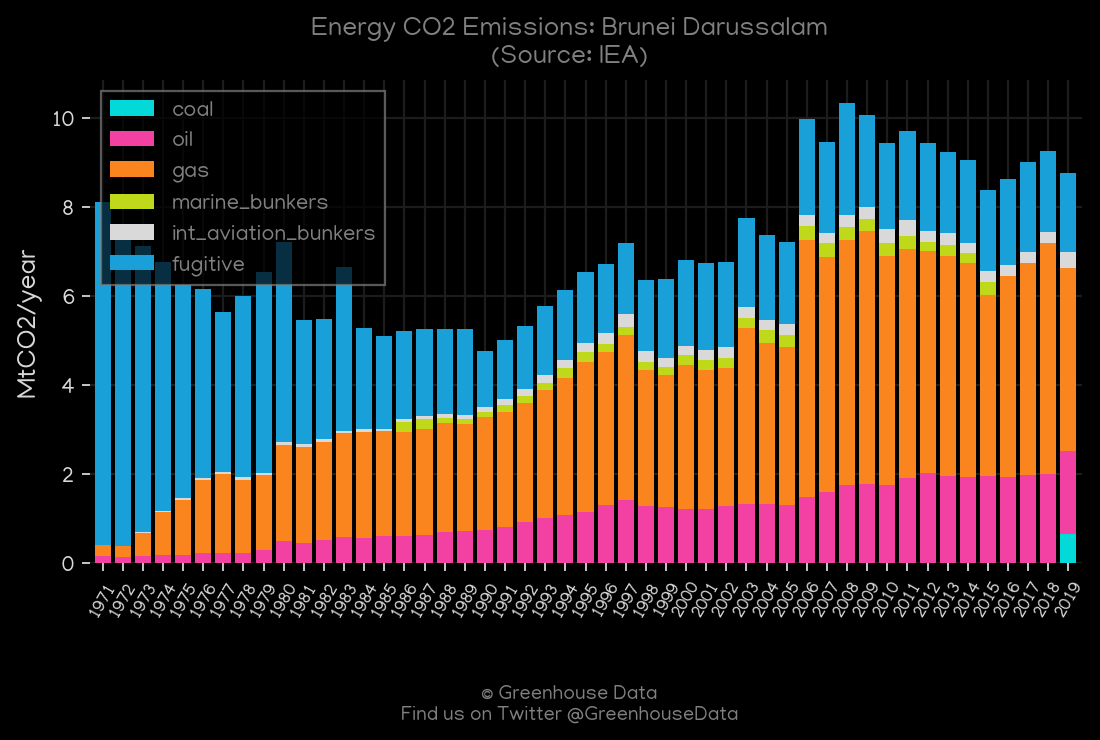 Energy CO2 Emissions: Brunei Darussalam
(Source: IEA)
coal
oil
gas
marine_bunkers
int_aviation_bunkers
fugitive
MtCO2/year
10
8
6
4
2
0
1971 1972 1973 1974 1975 1976 1977 1978 1979 1980 1981 1982 1983 1984 1985 1986 1987 1988 1989 1990 1991 1992 1993 1994 1995 1996 1997 1998 1999 2000 2001 2002 2003 2004 2005 2006 2007 2008 2009 2010 2011 2012 2013 2014 2015 2016 2017 2018 2019
© Greenhouse Data
Find us on Twitter @GreenhouseData